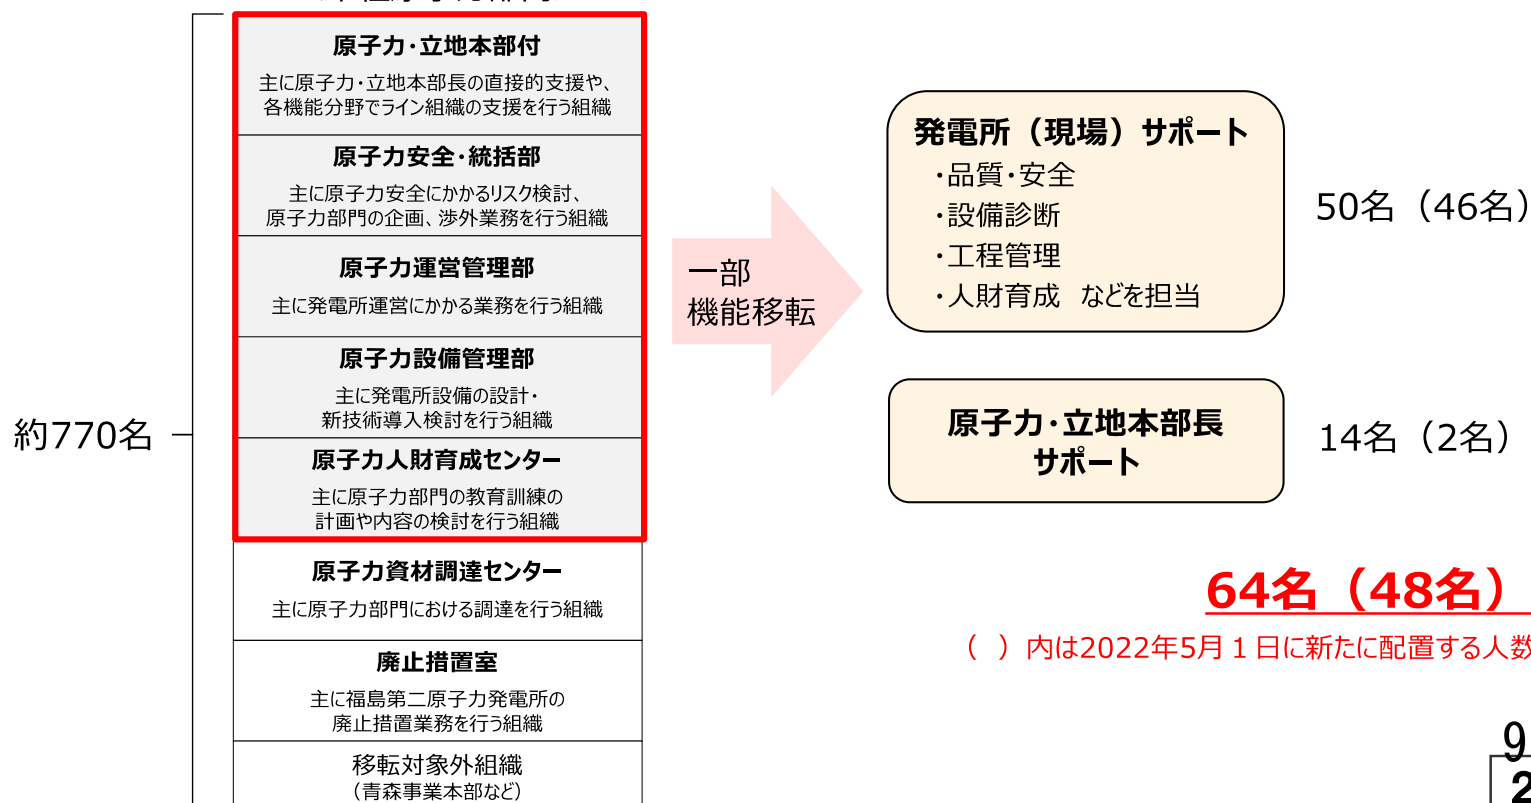 原子力・立地本部付
主に原子力・立地本部長の直接的支援や、
各機能分野でライン組織の支援を行う組織
原子力安全・統括部
主に原子力安全にかかるリスク検討、
原子力部門の企画、渉外業務を行う組織
原子力運営管理部
主に発電所運営にかかる業務を行う組織
原子力設備管理部
主に発電所設備の設計・
新技術導入検討を行う組織
原子力人財育成センター
主に原子力部門の教育訓練の
計画や内容の検討を行う組織
原子力資材調達センター
主に原子力部門における調達を行う組織
廃止措置室
主に福島第二原子力発電所の
廃止措置業務を行う組織
移転対象外組織
（青森事業本部など）
約770名
一部
機能移転
発電所（現場）サポート
・品質・安全
・設備診断
・工程管理
・人財育成　などを担当
50名（46名）
原子力・立地本部長
サポート
14名（2名）
64名（48名）
（　）内は2022年5月１日に新たに配置する人数
9
2